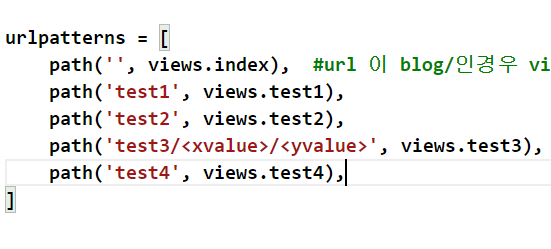 urlpatterns = [
path('', views.index),  #url 이 blog/인경우 vi
path('test1', views.test1),
path('test2', views.test2),
path('test3/<xvalue>/<yvalue>', views.test3),
path('test4', views.test4),
]